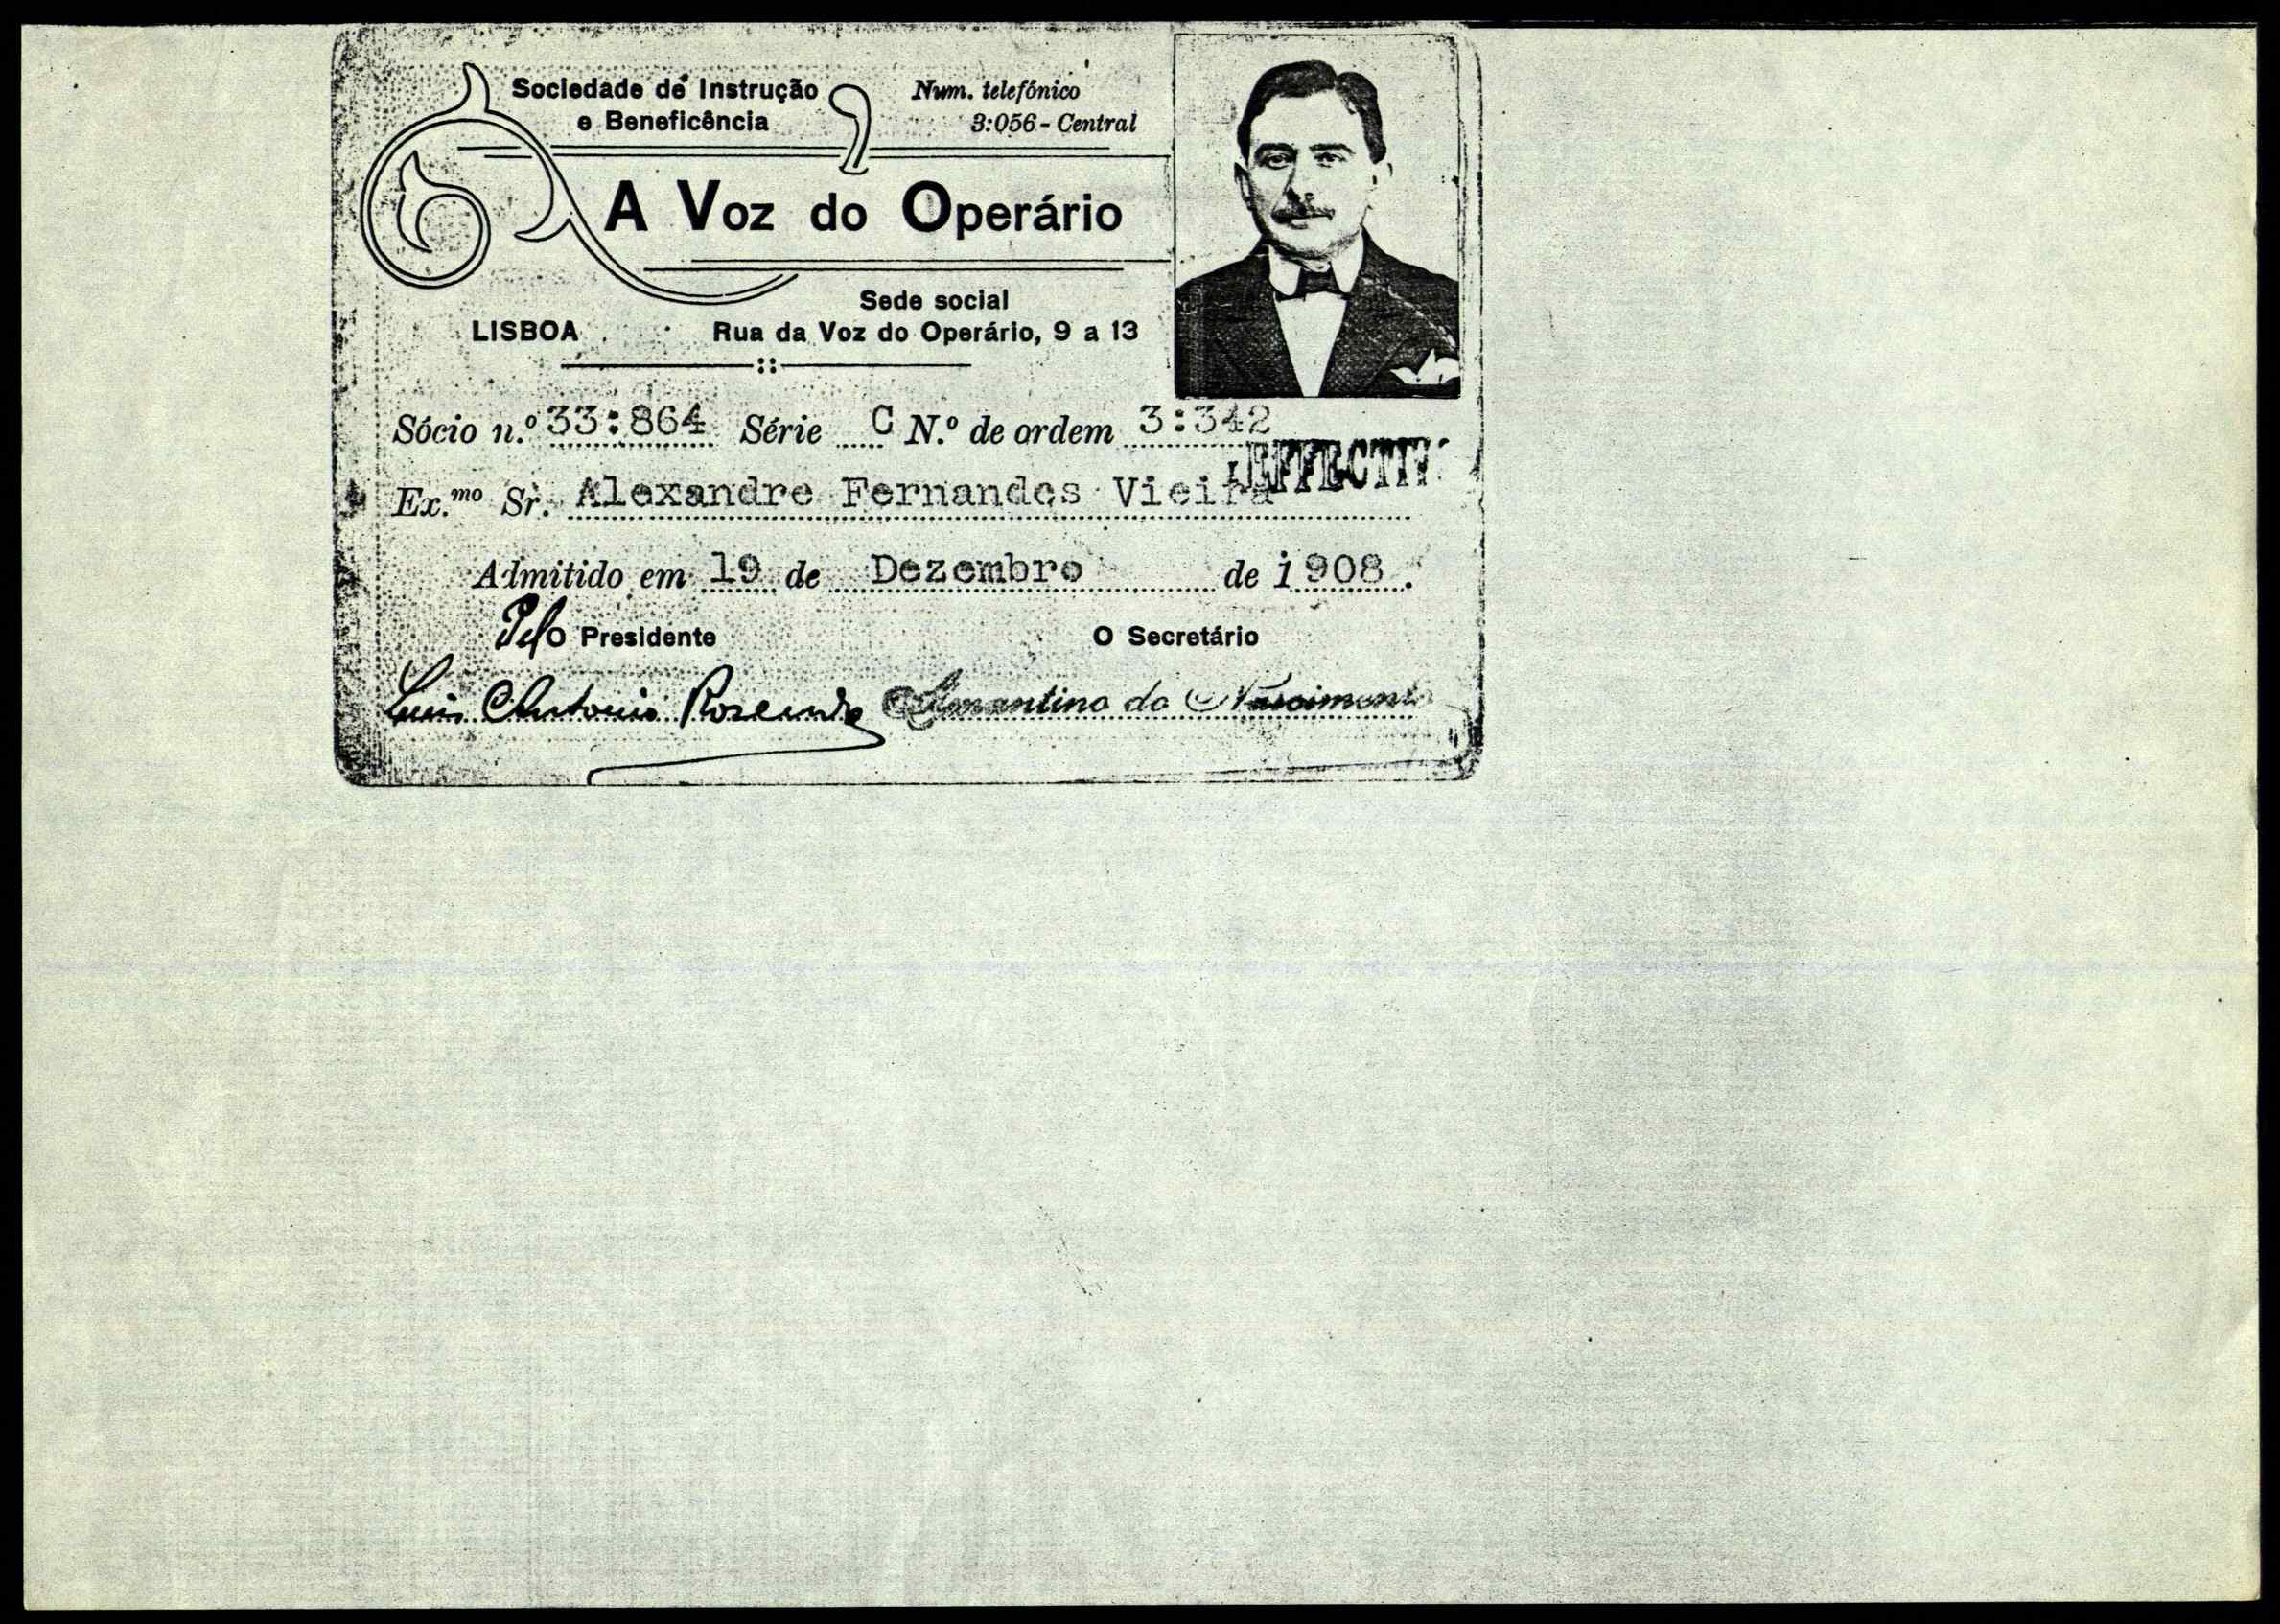 Sociedade de Instrução
e Beneficência
Num. telefónico
3:056 - Central
A Voz do Operário
Sede social
LISBOA Rua da Voz do Operário, 9 a 13
Sócio n.º 33:864 Série C N.º de ordem 3:342
EFFECTIV
Ex.mo Sr. Alexandre Fernandes Vieira
Admitido em 19 de Dezembro de 1908.
Pelo Presidente O Secretário
Luis Antonio Rosendo Amantino do Nascimento